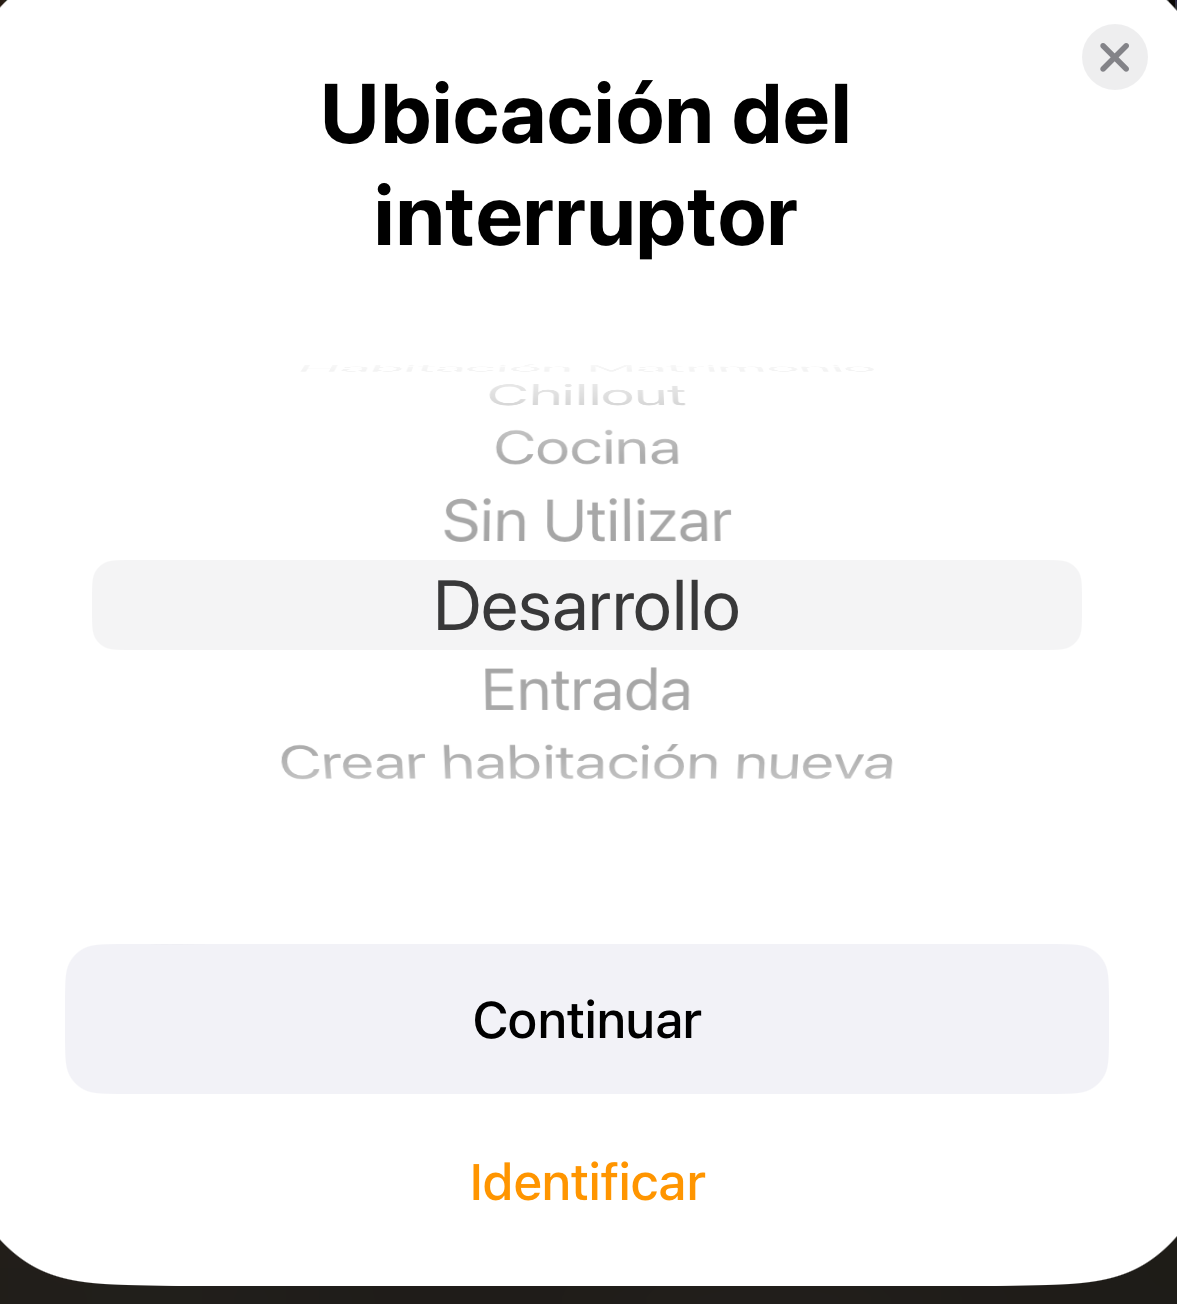 Ubicación del
interruptor
Habitación Matrimonio
Chillout
Cocina
Sin Utilizar
Desarrollo
Entrada
Crear habitación nueva
Continuar
Identificar